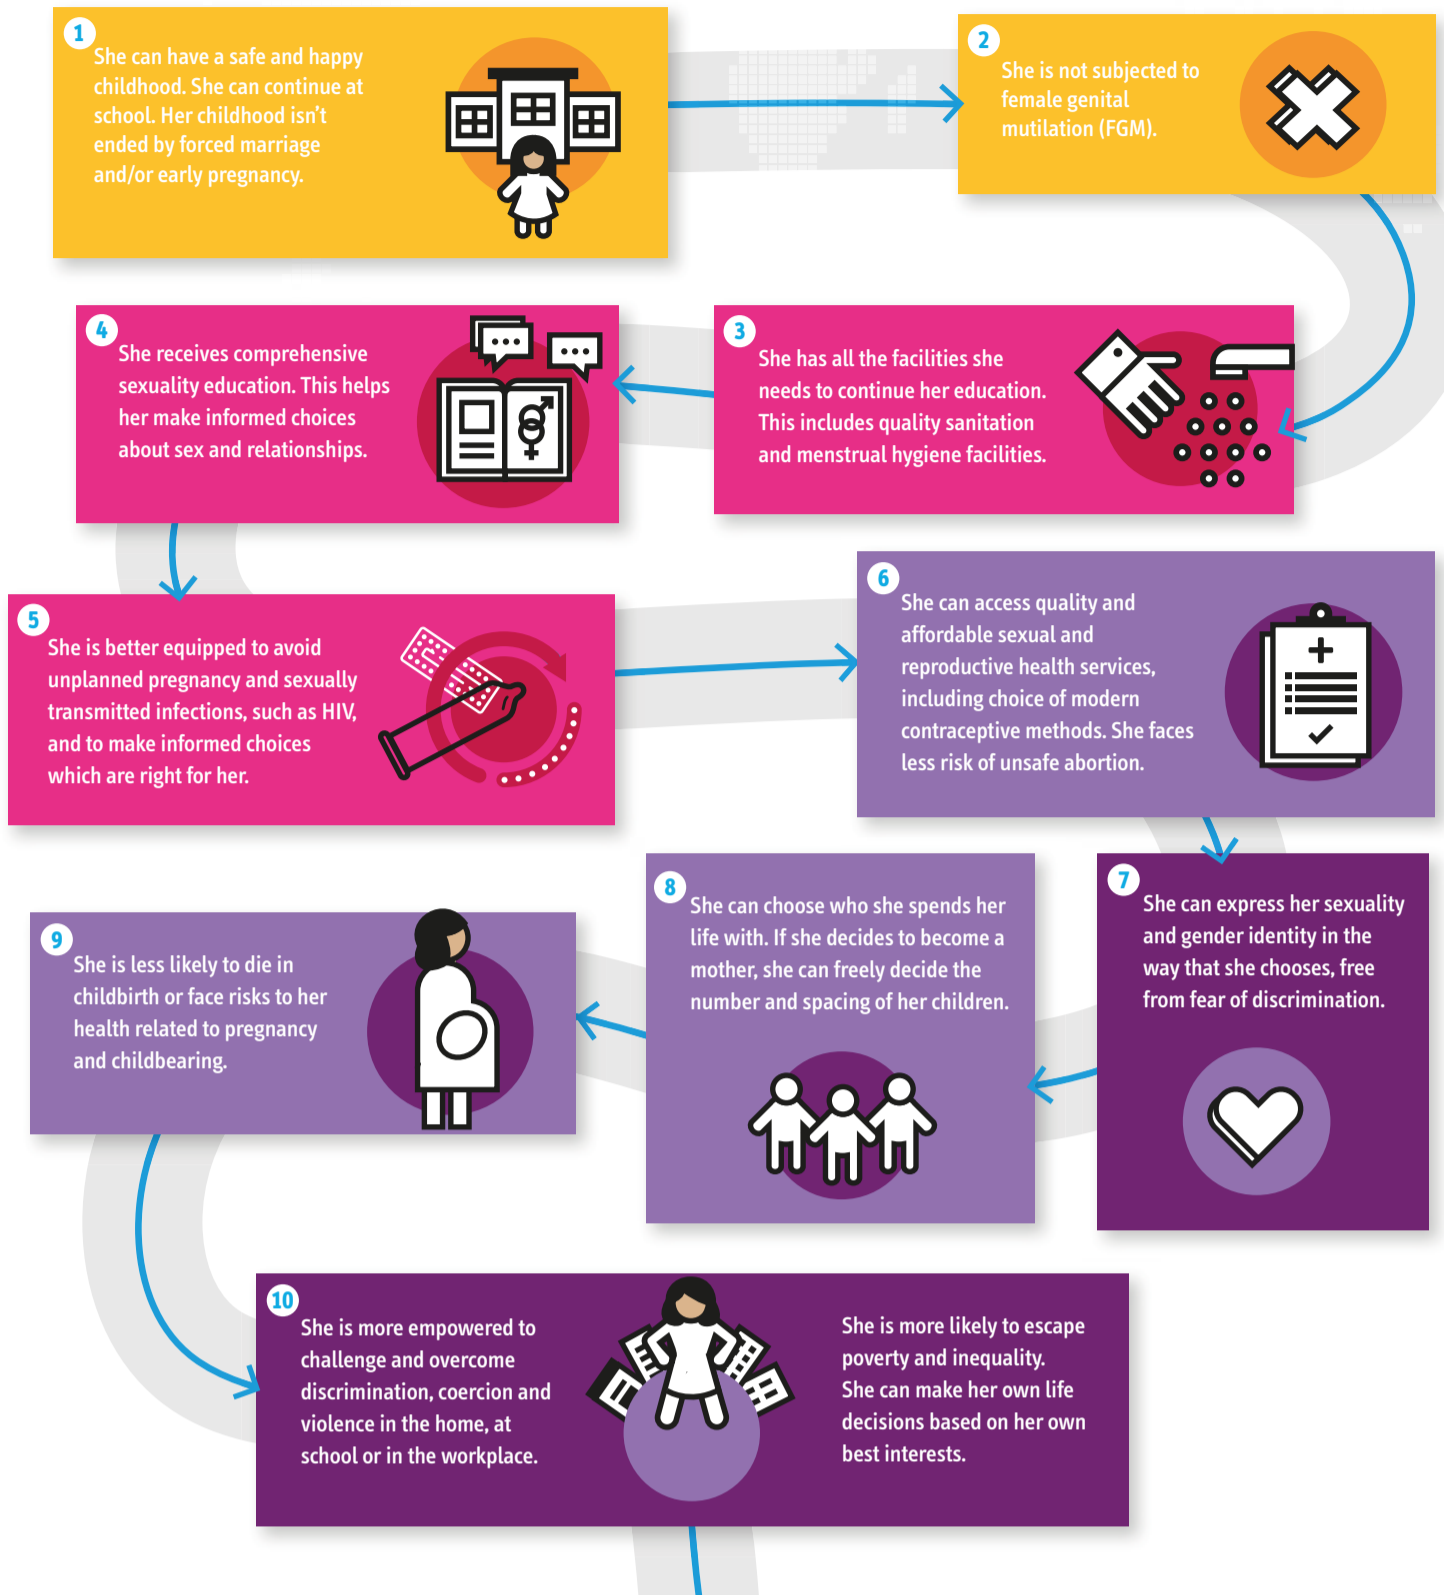 1
She can have a safe and happy
childhood. She can continue at
school. Her childhood isn't
ended by forced marriage
and/or early pregnancy.
2
She is not subjected to
female genital
mutilation (FGM).
3
She has all the facilities she
needs to continue her education.
This includes quality sanitation
and menstrual hygiene facilities.
4
She receives comprehensive
sexuality education. This helps
her make informed choices
about sex and relationships.
5
She is better equipped to avoid
unplanned pregnancy and sexually
transmitted infections, such as HIV,
and to make informed choices
which are right for her.
6
She can access quality and
affordable sexual and
reproductive health services,
including choice of modern
contraceptive methods. She faces
less risk of unsafe abortion.
7
She can express her sexuality
and gender identity in the
way that she chooses, free
from fear of discrimination.
8
She can choose who she spends her
life with. If she decides to become a
mother, she can freely decide the
number and spacing of her children.
9
She is less likely to die in
childbirth or face risks to her
health related to pregnancy
and childbearing.
10
She is more empowered to
challenge and overcome
discrimination, coercion and
violence in the home, at
school or in the workplace.
She is more likely to escape
poverty and inequality.
She can make her own life
decisions based on her own
best interests.